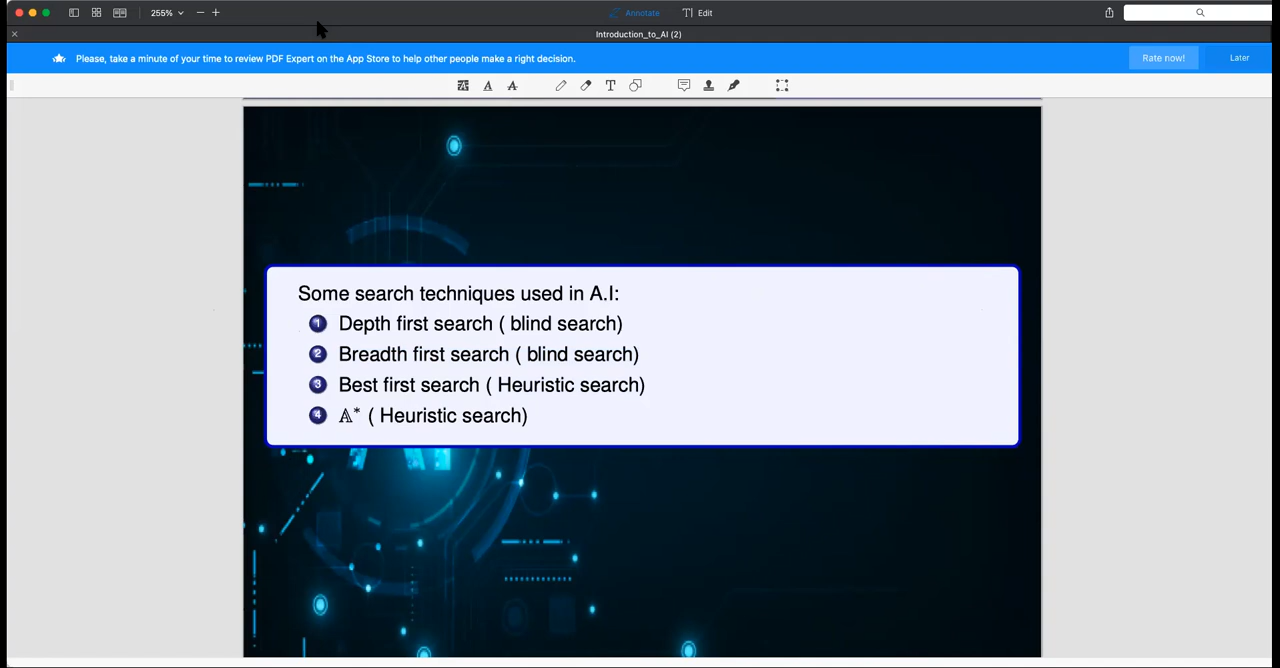 255%
Annotate
T| Edit
Introduction_to_AI (2)
Please, take a minute of your time to review PDF Expert on the App Store to help other people make a right decision.
Rate now!
Later
Some search techniques used in A.I:
1 Depth first search ( blind search)
2 Breadth first search ( blind search)
3 Best first search ( Heuristic search)
4 𝔸* ( Heuristic search)